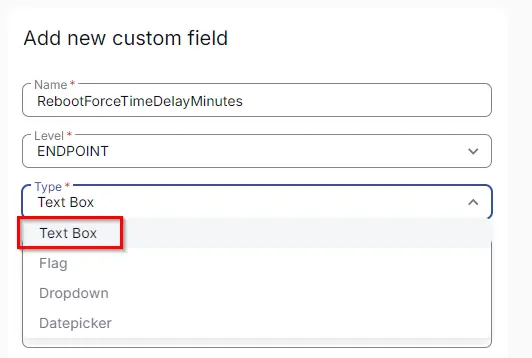 Add new custom field
Name *
RebootForceTimeDelayMinutes
Level *
ENDPOINT
Type *
Text Box
Text Box
Flag
Dropdown
Datepicker